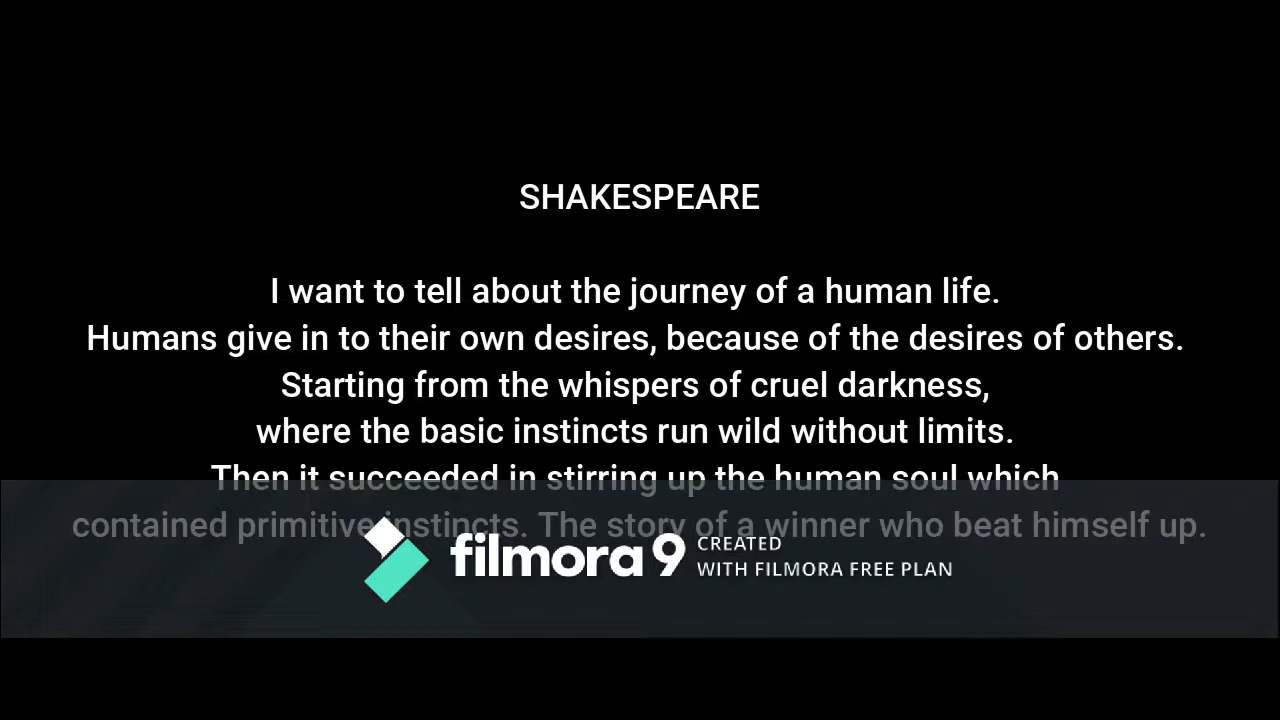 SHAKESPEARE
I want to tell about the journey of a human life.
Humans give in to their own desires, because of the desires of others.
Starting from the whispers of cruel darkness,
where the basic instincts run wild without limits.
Then it succeeded in stirring up the human soul which
contained primitive instincts. The story of a winner who beat himself up.
filmora 9
CREATED
WITH FILMORA FREE PLAN